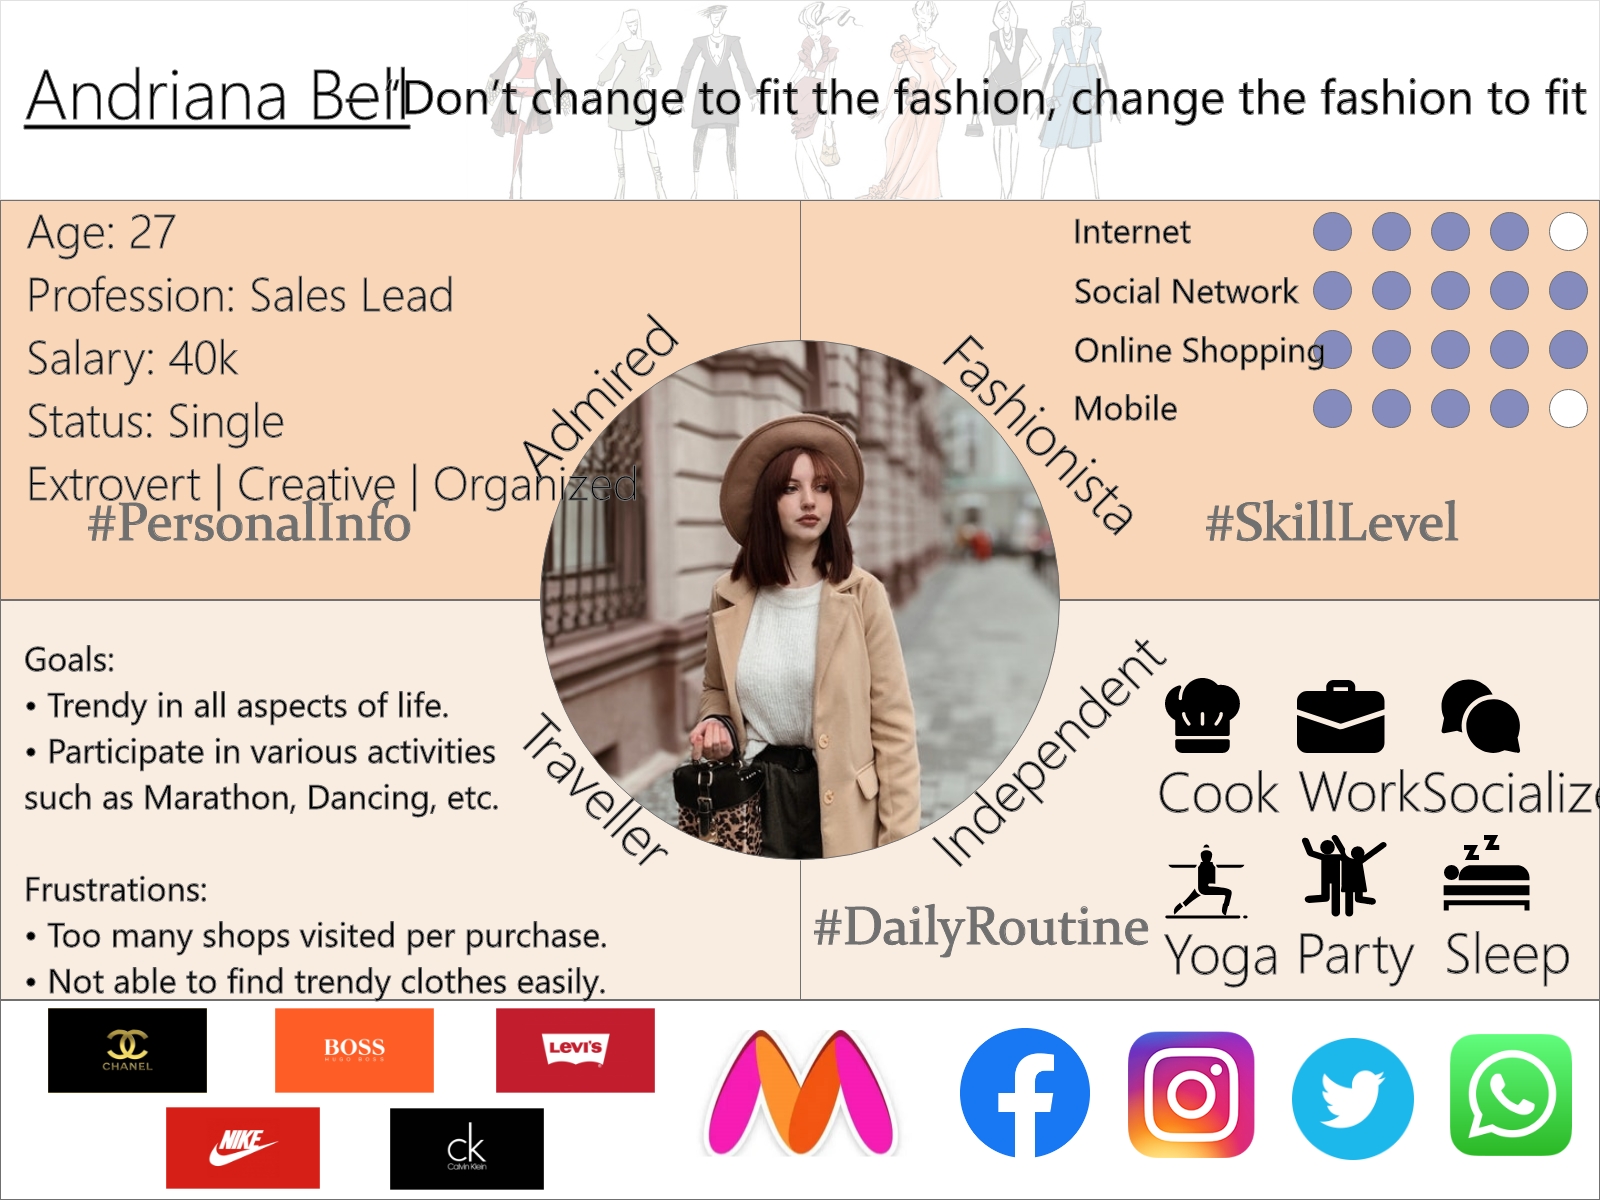 Andriana Bell
“Don’t change to fit the fashion, change the fashion to fit
Age: 27
Profession: Sales Lead
Salary: 40k
Status: Single
Extrovert | Creative | Organized
#PersonalInfo
Internet
Social Network
Online Shopping
Mobile
#SkillLevel
Admired
Fashionista
Traveller
Independent
Goals:
• Trendy in all aspects of life.
• Participate in various activities
such as Marathon, Dancing, etc.
Frustrations:
• Too many shops visited per purchase.
• Not able to find trendy clothes easily.
Cook Work Socialize
Yoga Party Sleep
#DailyRoutine
CHANEL
BOSS
HUGO BOSS
LEVI'S
NIKE
ck
Calvin Klein